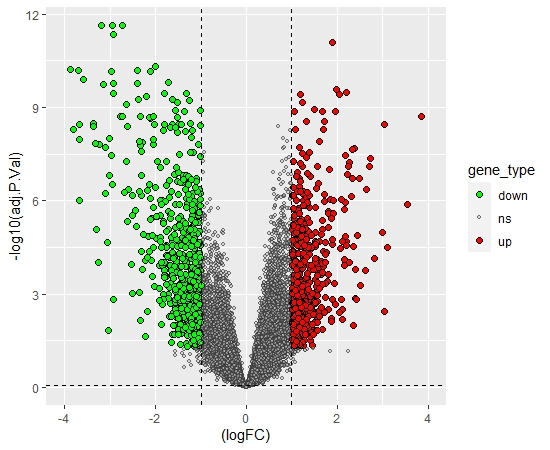 12
9
6
3
0
-log10(adj.P.Val)
-4
-2
0
2
4
(logFC)
gene_type
down
ns
up